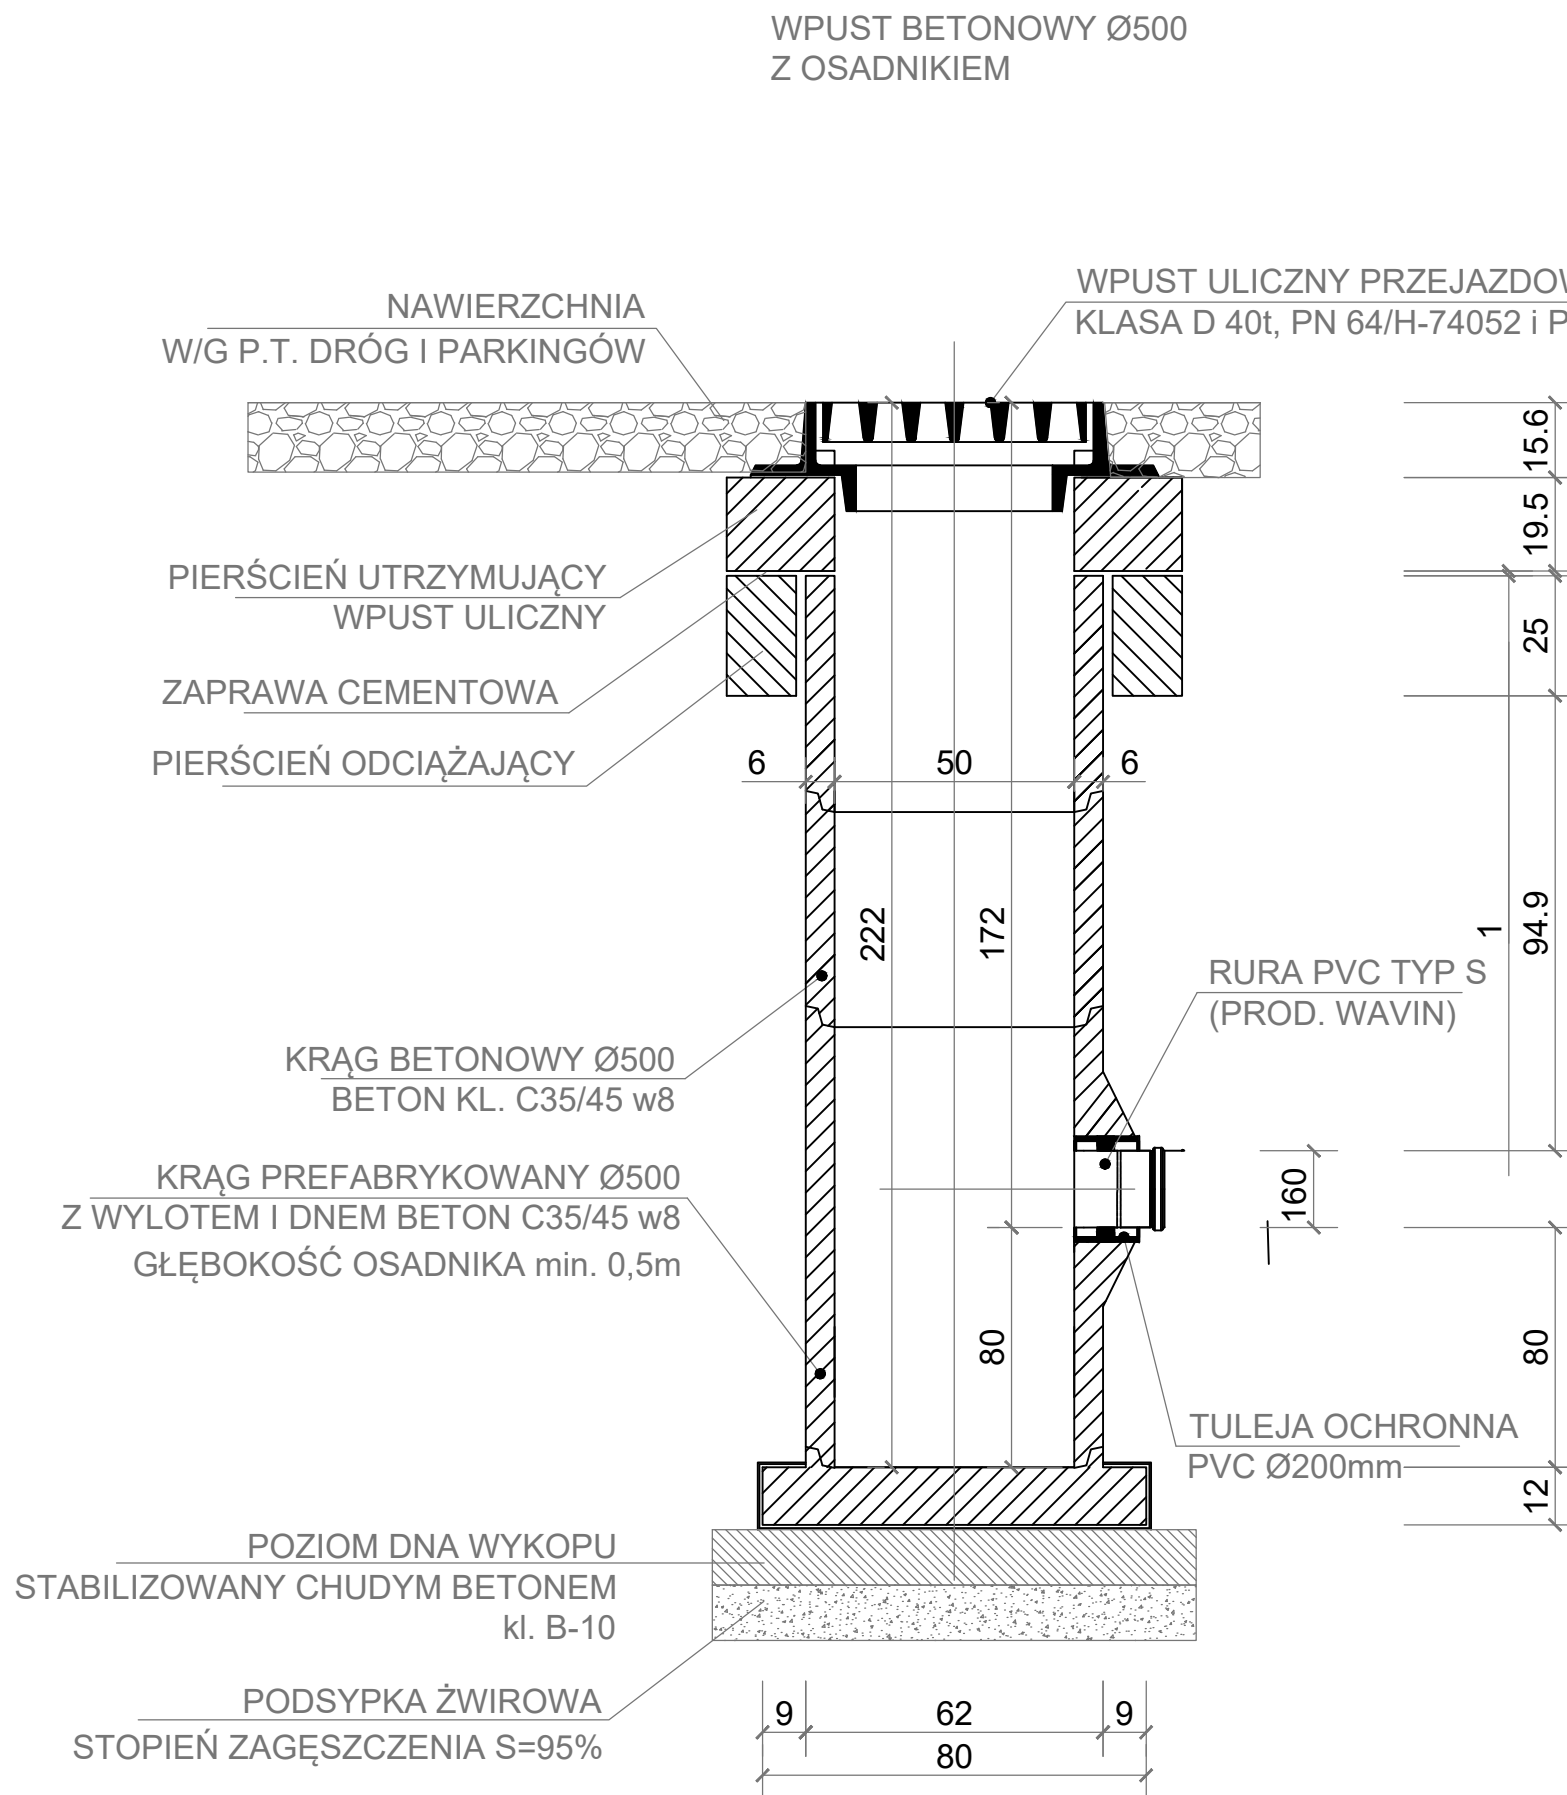 WPUST BETONOWY Ø500
Z OSADNIKIEM
WPUST ULICZNY PRZEJAZDOW
KLASA D 40t, PN 64/H-74052 i P
NAWIERZCHNIA
W/G P.T. DRÓG I PARKINGÓW
15.6
19.5
PIERŚCIEŃ UTRZYMUJĄCY
WPUST ULICZNY
25
ZAPRAWA CEMENTOWA
PIERŚCIEŃ ODCIĄŻAJĄCY
6
50
6
222
172
1
94.9
RURA PVC TYP S
(PROD. WAVIN)
KRĄG BETONOWY Ø500
BETON KL. C35/45 w8
KRĄG PREFABRYKOWANY Ø500
Z WYLOTEM I DNEM BETON C35/45 w8
GŁĘBOKOŚĆ OSADNIKA min. 0,5m
160
80
80
TULEJA OCHRONNA
PVC Ø200mm
12
POZIOM DNA WYKOPU
STABILIZOWANY CHUDYM BETONEM
kl. B-10
PODSYPKA ŻWIROWA
STOPIEŃ ZAGĘSZCZENIA S=95%
9
62
9
80